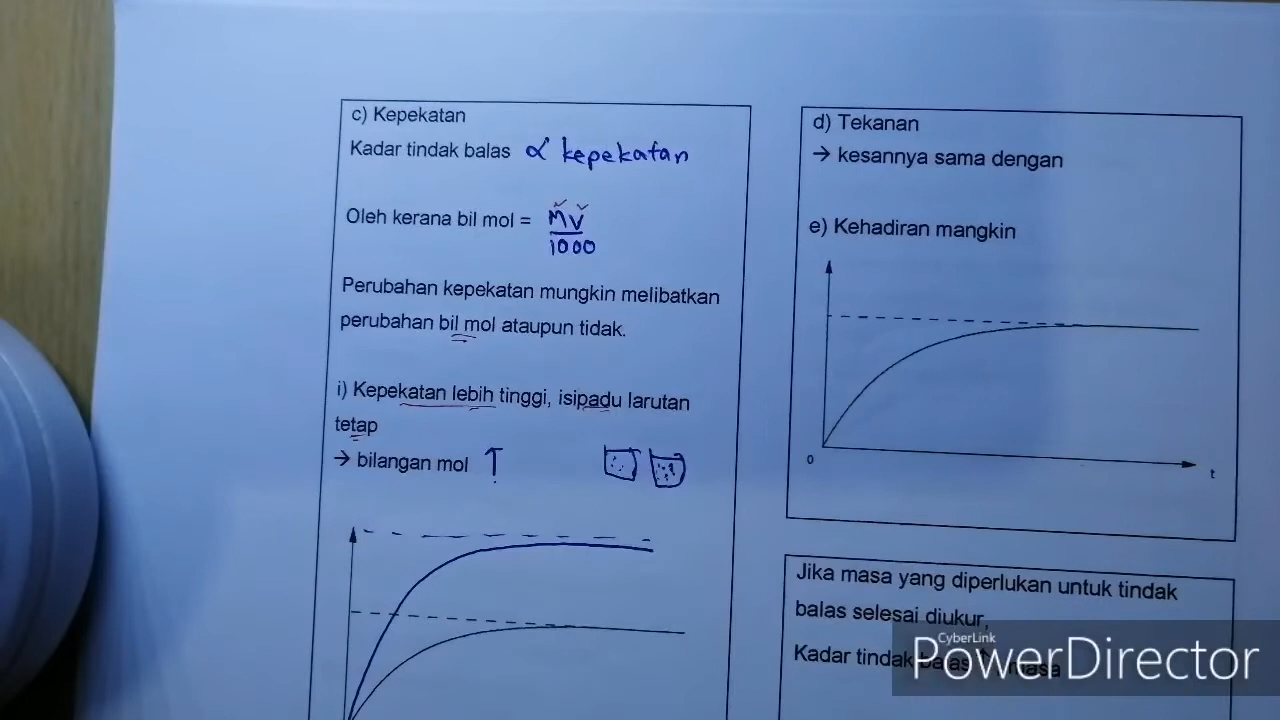 c) Kepekatan
Kadar tindak balas ∝ kepekatan
Oleh kerana bil mol = MV
1000
Perubahan kepekatan mungkin melibatkan
perubahan bil mol ataupun tidak.
i) Kepekatan lebih tinggi, isipadu larutan
tetap
→ bilangan mol ↑
d) Tekanan
→ kesannya sama dengan
e) Kehadiran mangkin
0
t
Jika masa yang diperlukan untuk tindak
balas selesai diukur,
Kadar tindak balas ↑, masa
CyberLink
PowerDirector